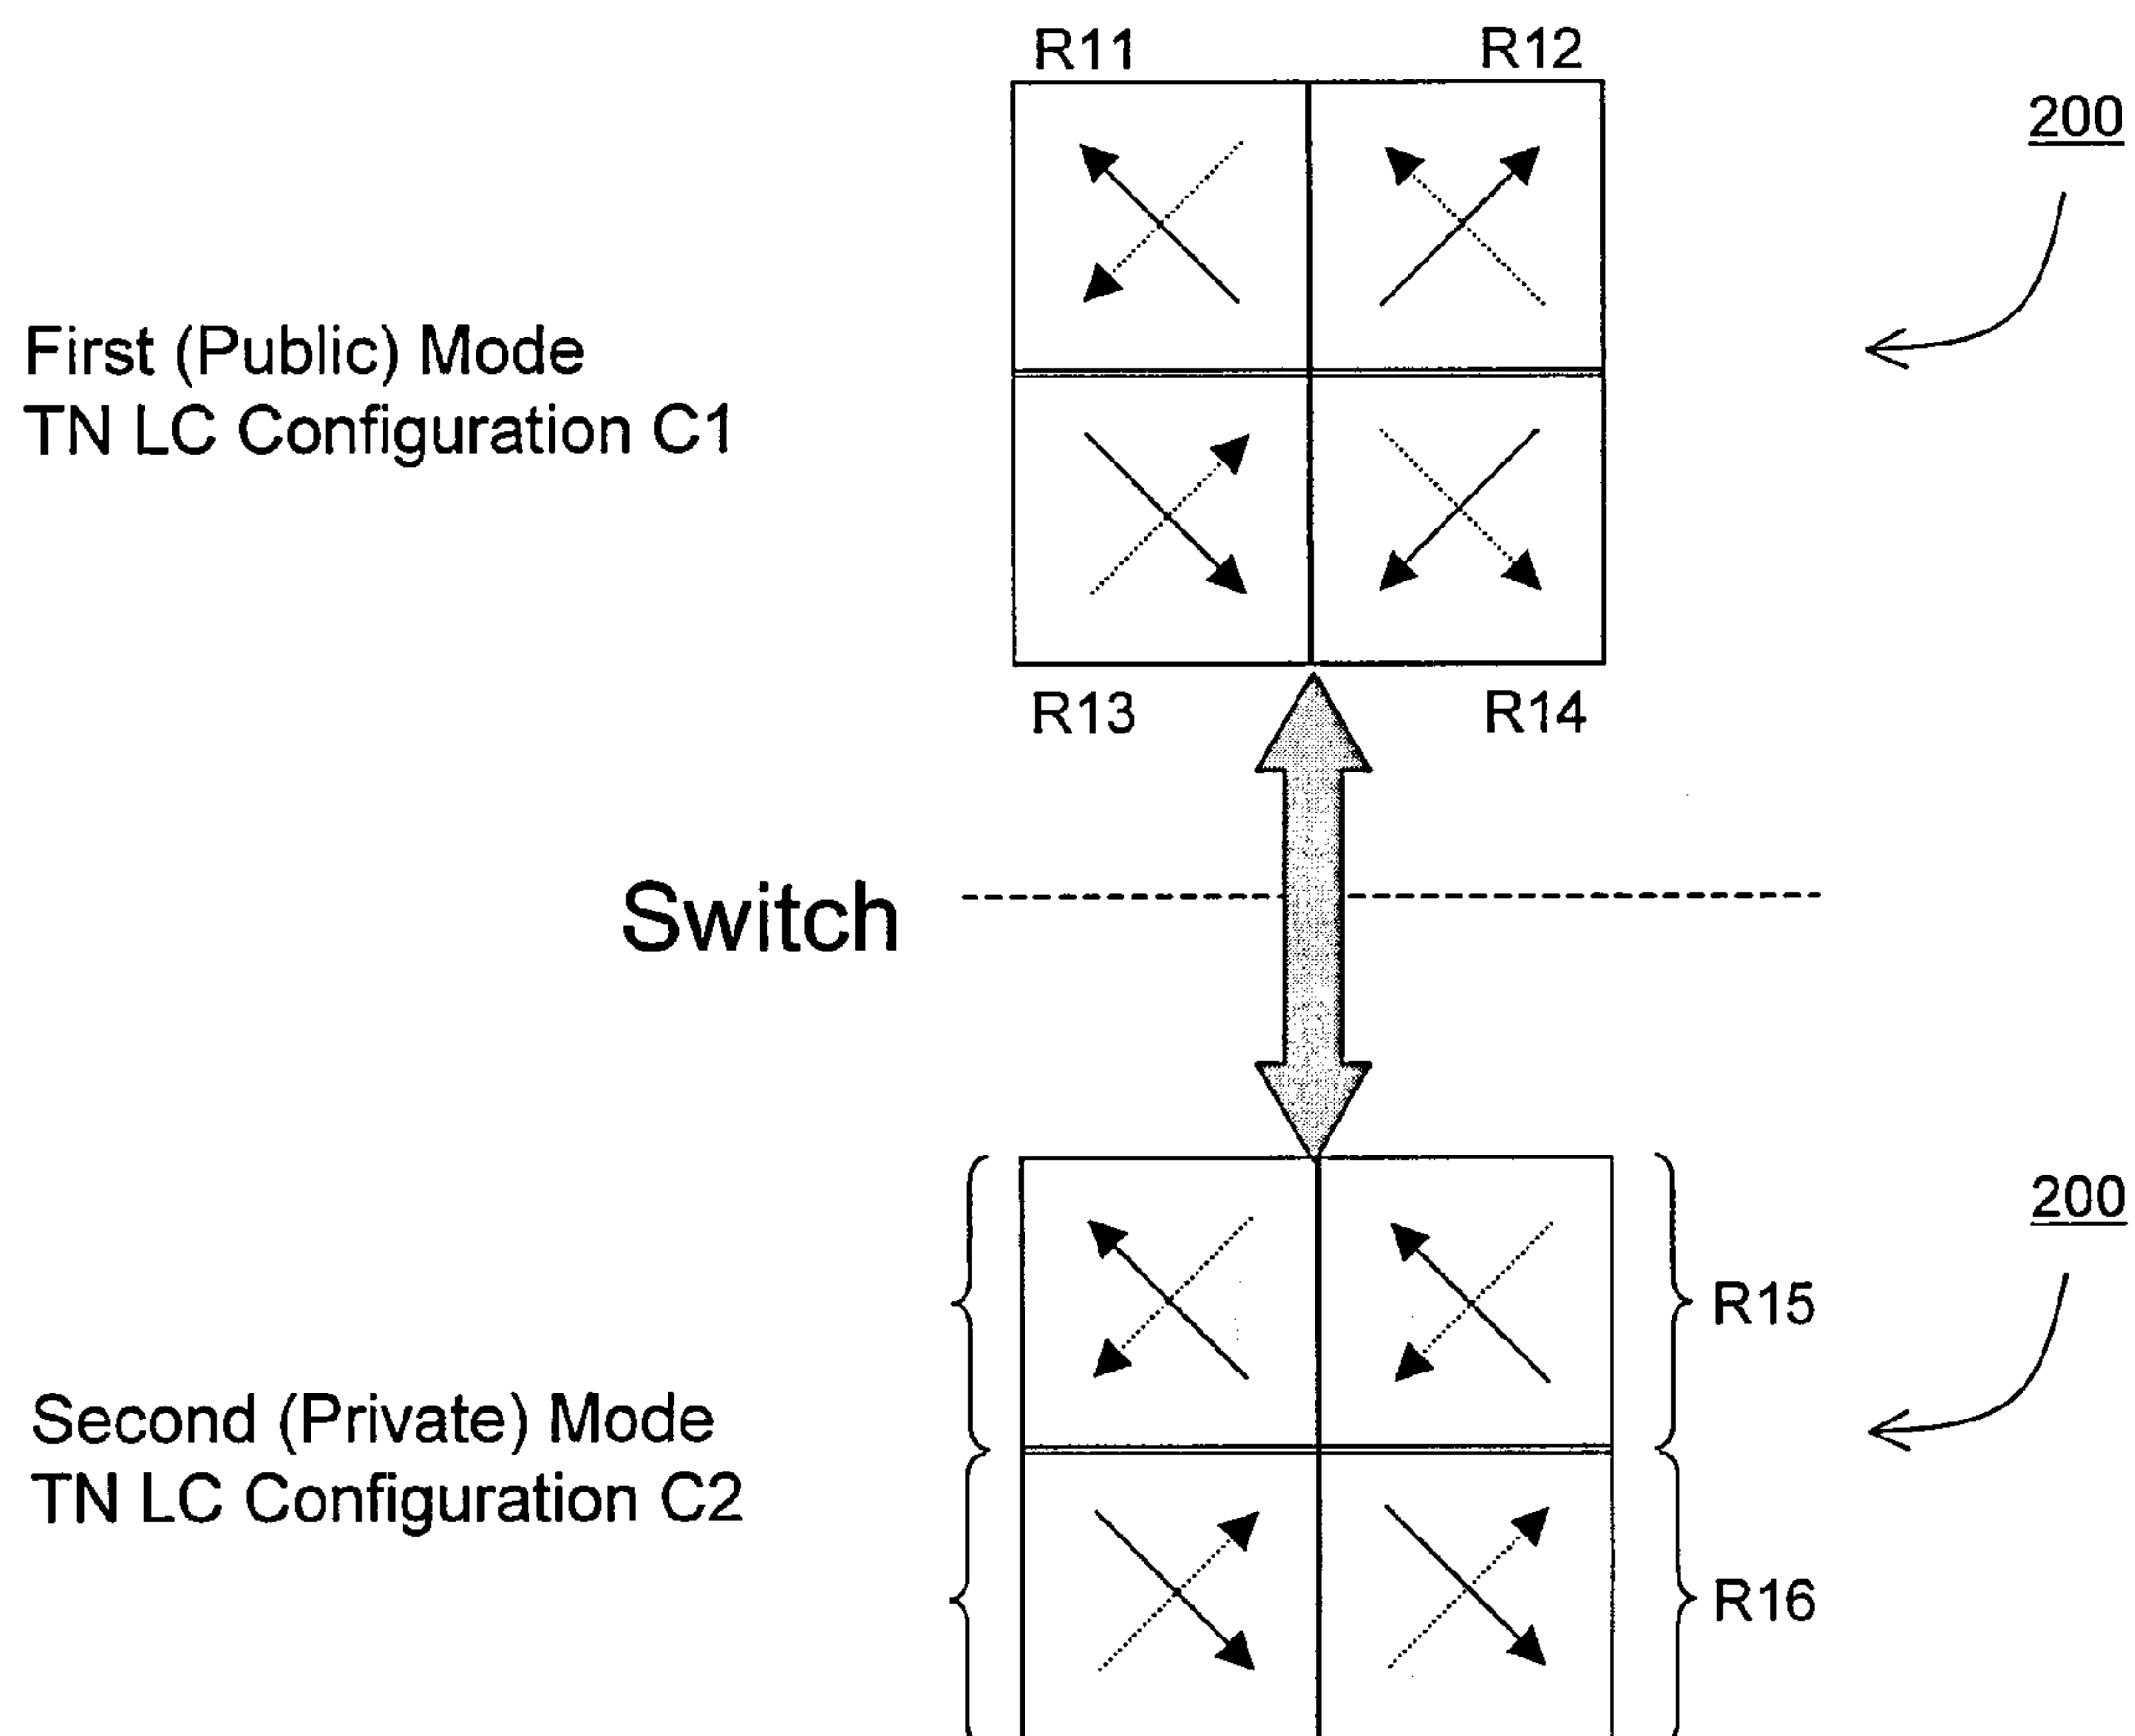 R11
R12
200
First (Public) Mode
TN LC Configuration C1
R13
R14
Switch
200
R15
Second (Private) Mode
TN LC Configuration C2
R16